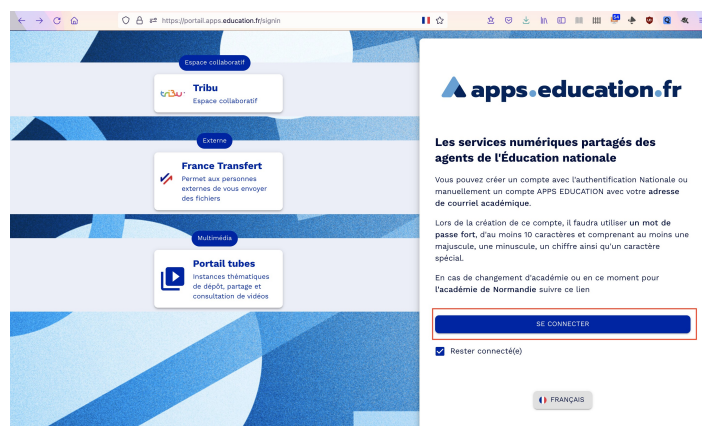 https://portail.apps.education.fr/signin
Espace collaboratif
Tribu
Espace collaboratif
Externe
France Transfert
Permet aux personnes
externes de vous envoyer
des fichiers
Multimédia
Portail tubes
Instances thématiques
de dépôt, partage et
consultation de vidéos
apps.education.fr
Les services numériques partagés des
agents de l'Éducation nationale
Vous pouvez créer un compte avec l'authentification Nationale ou
manuellement un compte APPS EDUCATION avec votre adresse
de courriel académique.
Lors de la création de ce compte, il faudra utiliser un mot de
passe fort, d'au moins 10 caractères et comprenant au moins une
majuscule, une minuscule, un chiffre ainsi qu'un caractère
spécial.
En cas de changement d'académie ou en ce moment pour
l'académie de Normandie suivre ce lien
SE CONNECTER
Rester connecté(e)
FRANÇAIS